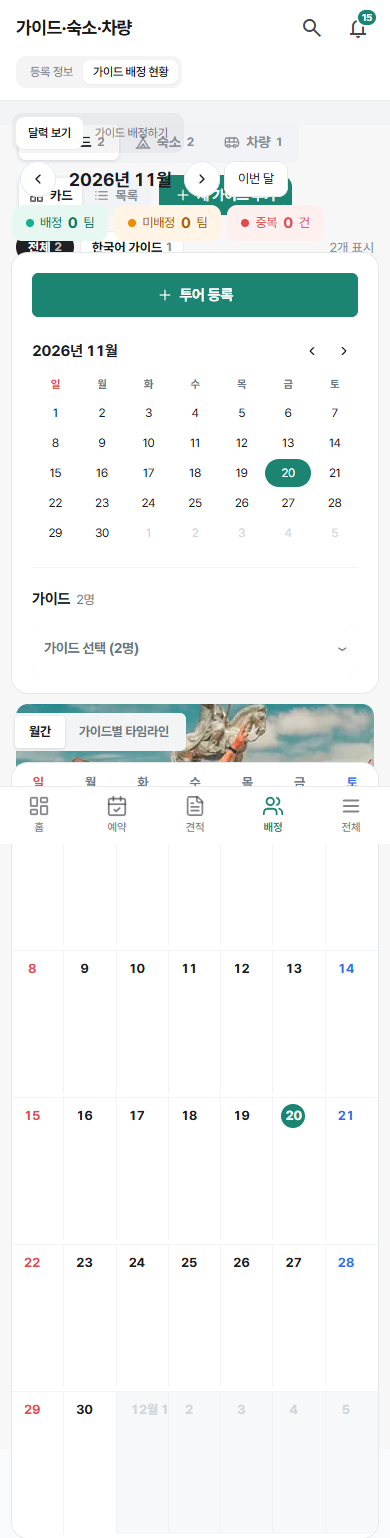 가이드·숙소·차량
15
등록 정보 가이드 배정 현황
달력 보기 가이드 배정하기
드 2 숙소 2 차량 1
2026년 11월 이번 달
카드 목록
배정 0 팀 미배정 0 팀 중복 0 건
전체 2 한국어 가이드 1 2개 표시
+ 투어 등록
2026년 11월
일 월 화 수 목 금 토
1 2 3 4 5 6 7
8 9 10 11 12 13 14
15 16 17 18 19 20 21
22 23 24 25 26 27 28
29 30 1 2 3 4 5
가이드 2명
가이드 선택 (2명)
월간 가이드별 타임라인
일 월 화 수 목 금 토
홈 예약 견적 배정 전체
8 9 10 11 12 13 14
15 16 17 18 19 20 21
22 23 24 25 26 27 28
29 30 12월 1 2 3 4 5